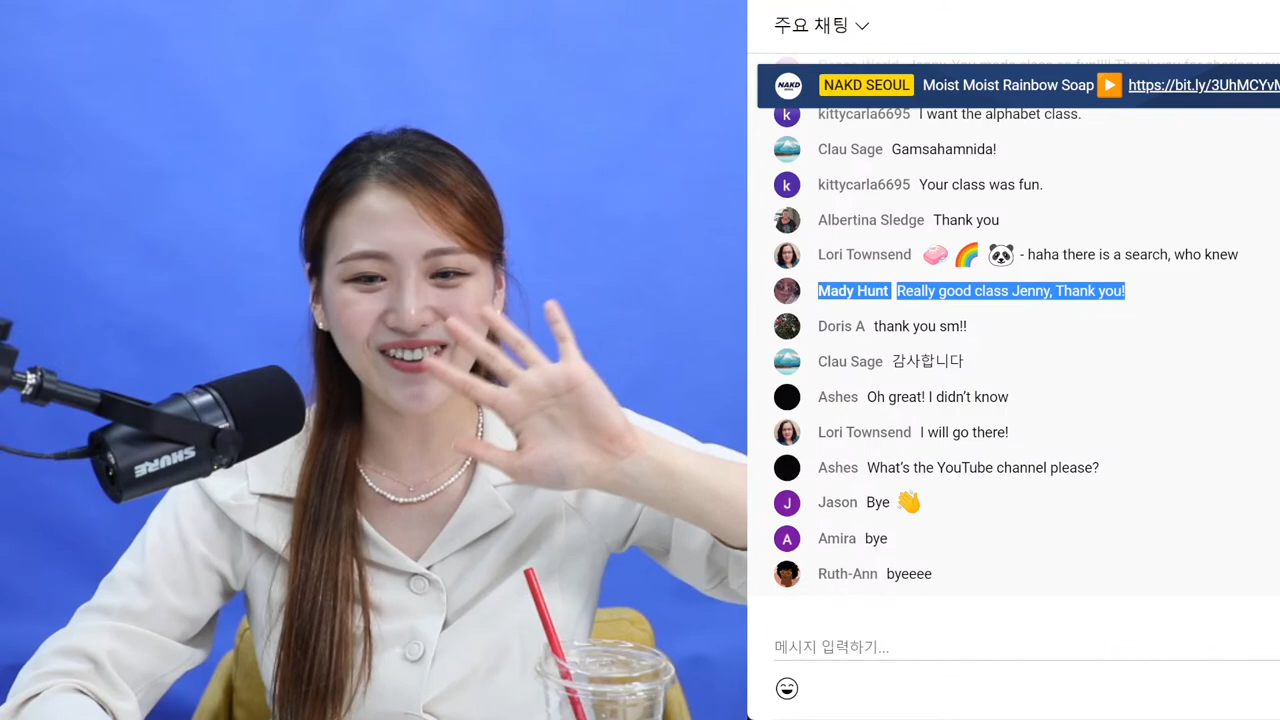 주요 채팅
NAKD SEOUL Moist Moist Rainbow Soap https://bit.ly/3UhMCYvM
kittycarla6695 I want the alphabet class.
Clau Sage Gamsahamnida!
kittycarla6695 Your class was fun.
Albertina Sledge Thank you
Lori Townsend 🧼 🌈 🐼 - haha there is a search, who knew
Mady Hunt Really good class Jenny, Thank you!
Doris A thank you sm!!
Clau Sage 감사합니다
Ashes Oh great! I didn't know
Lori Townsend I will go there!
Ashes What's the YouTube channel please?
Jason Bye 👋
Amira bye
Ruth-Ann byeeee
메시지 입력하기...
SHURE